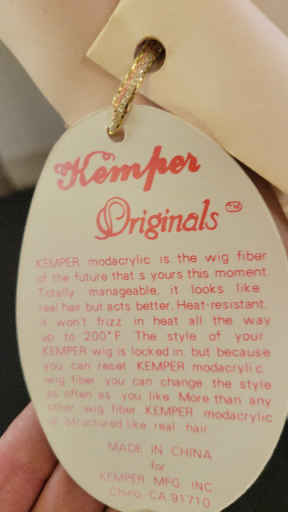 Kemper
Originals™
KEMPER modacrylic is the wig fiber
of the future that s yours this moment
Totally manageable, it looks like
real hair but acts better. Heat-resistant.
it won't frizz in heat all the way
up to 200°F The style of your
KEMPER wig is locked in, but because
you can reset KEMPER modacrylic
wig fiber you can change the style
as often as you like More than any
other wig fiber KEMPER modacrylic
is structured like real hair
MADE IN CHINA
for
KEMPER MFG. INC.
Chino, CA 91710